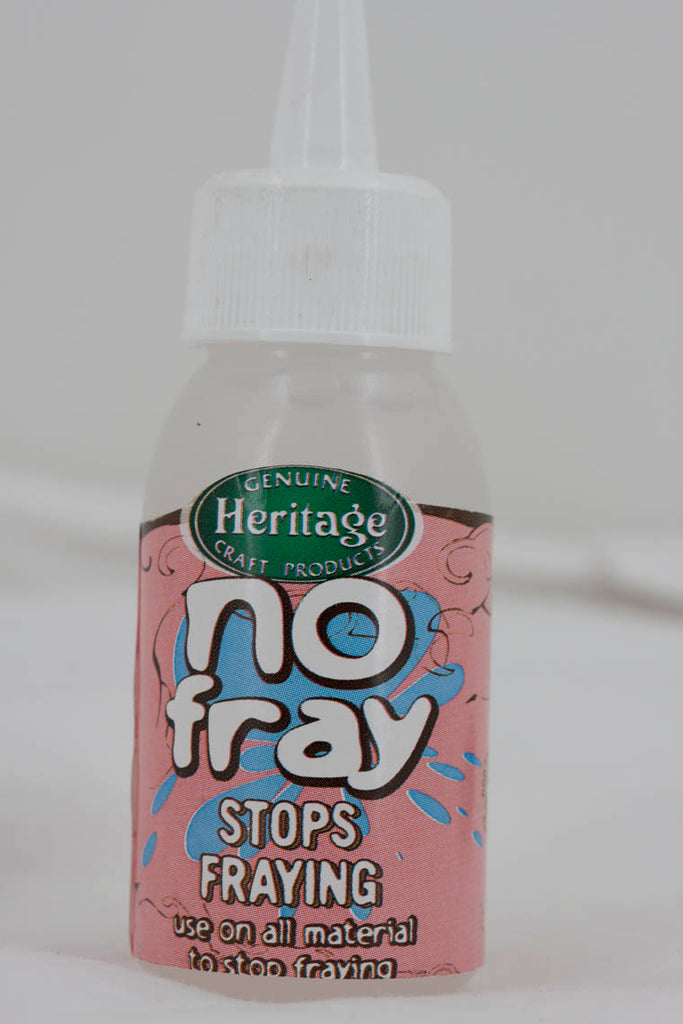 GENUINE
Heritage
CRAFT PRODUCTS
no
fray
STOPS
FRAYING
use on all material
to stop fraying